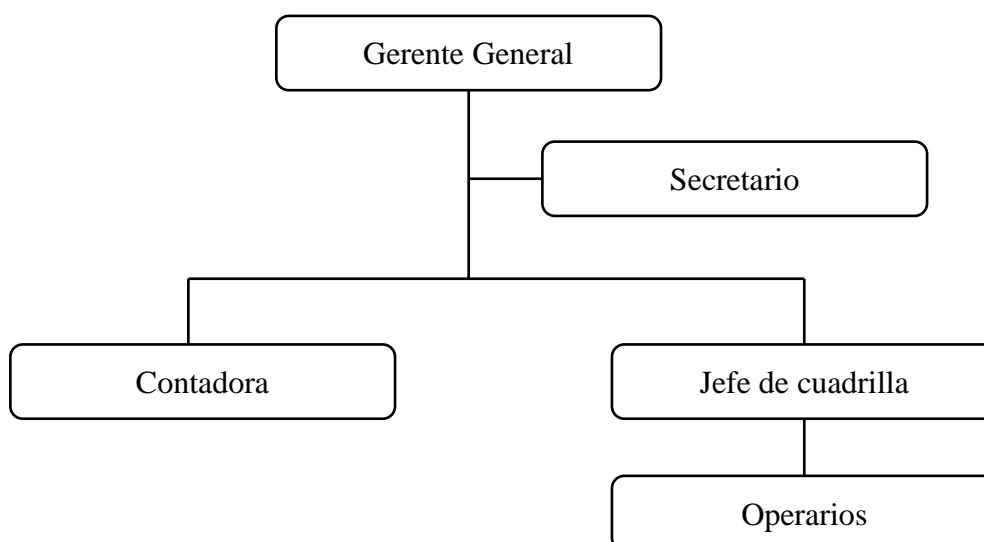 Gerente General
Secretario
Contadora
Jefe de cuadrilla
Operarios